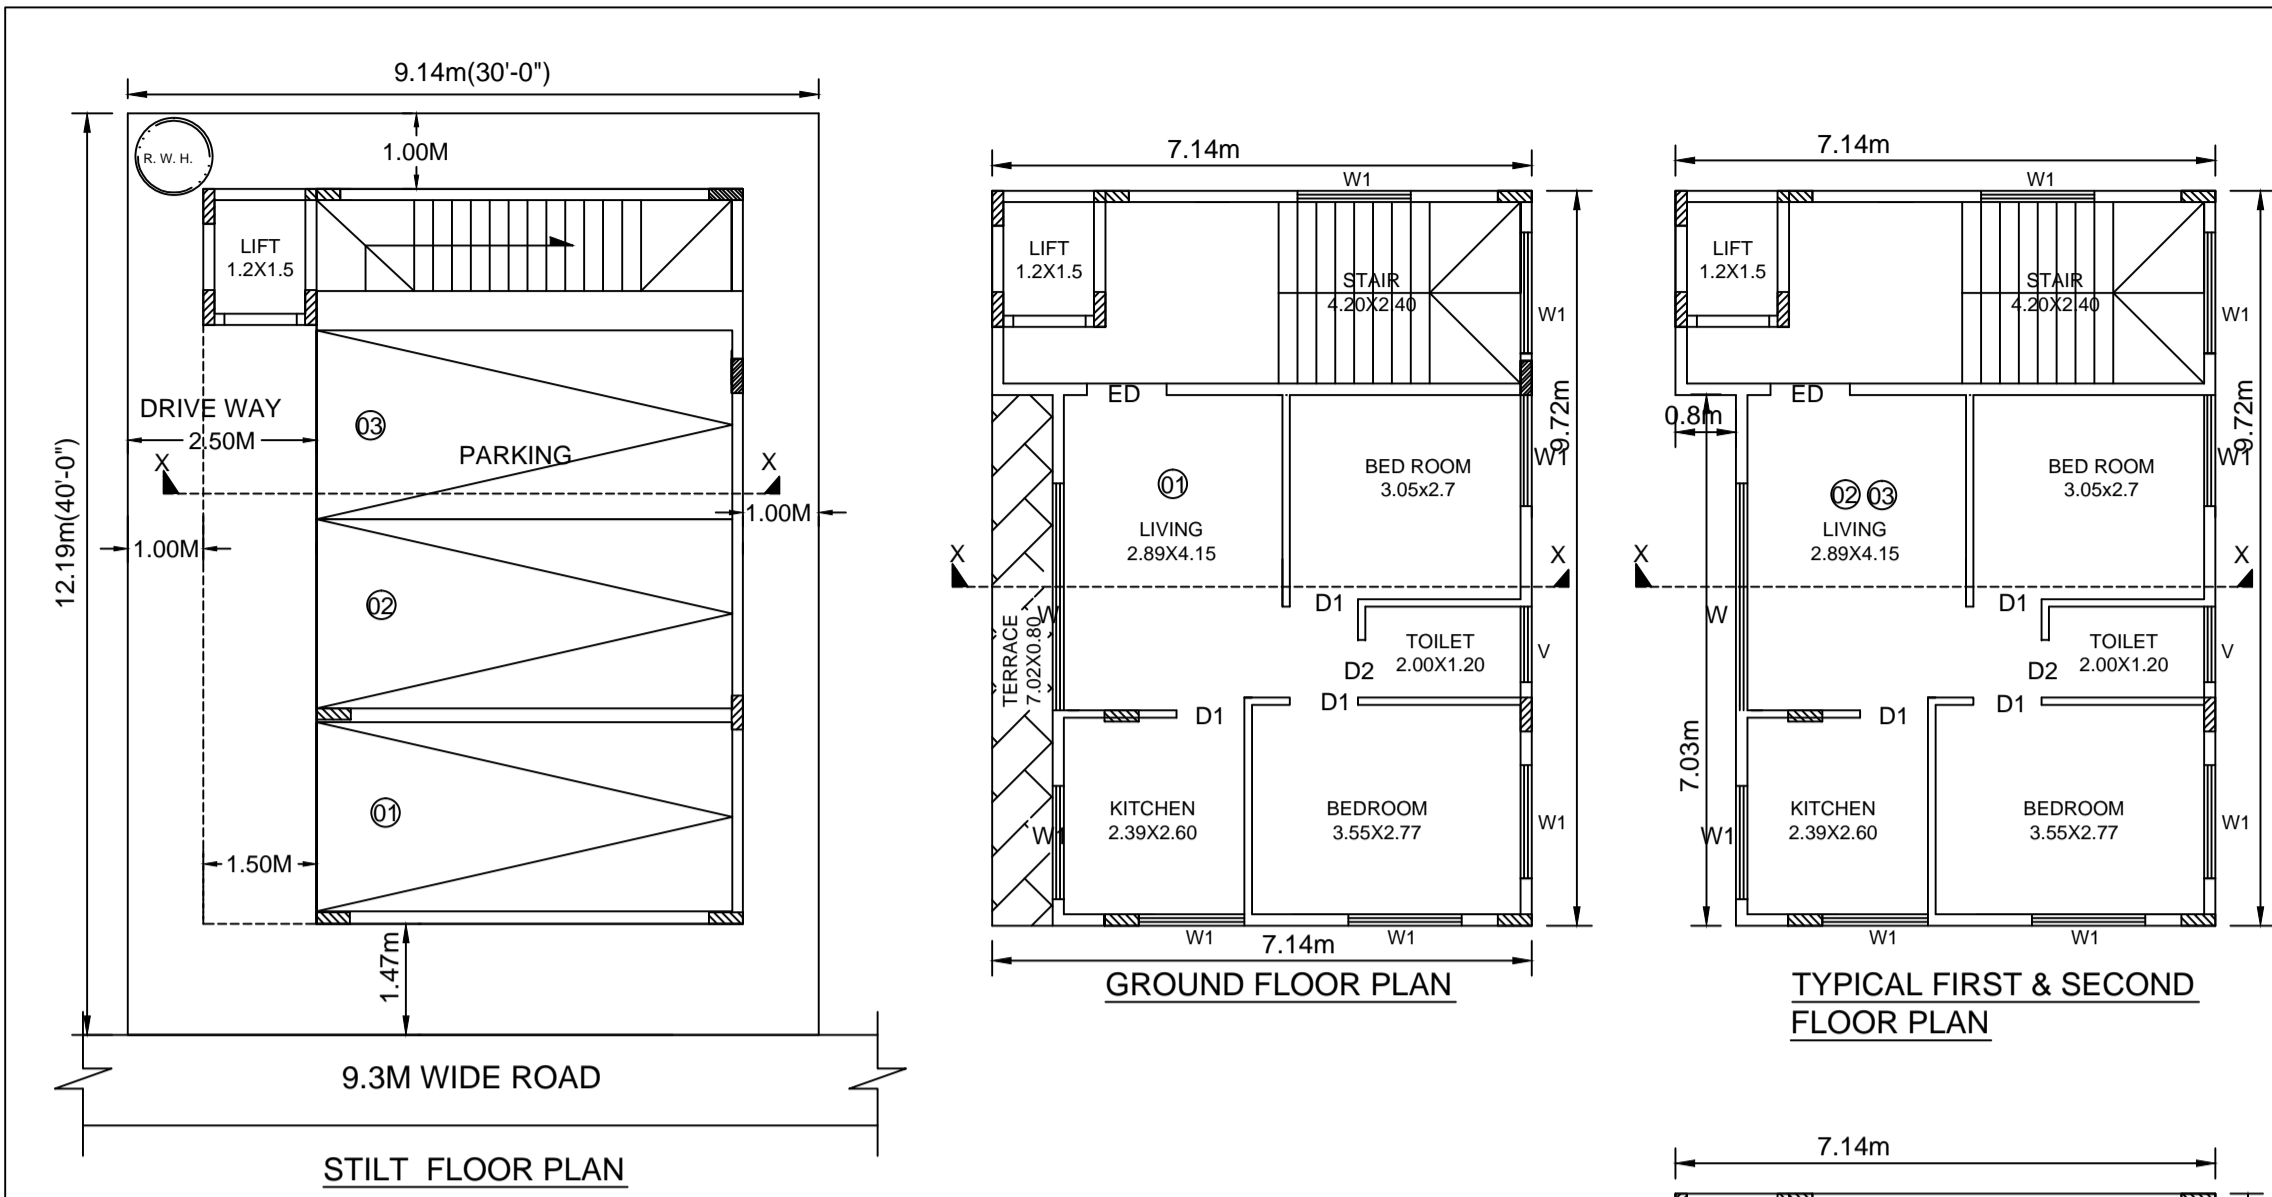 9.14m(30'-0")
12.19m(40'-0")
R. W. H.
1.00M
LIFT
1.2X1.5
DRIVE WAY
2.50M
03
PARKING
X
X
1.00M
1.00M
02
01
1.50M
1.47m
9.3M WIDE ROAD
STILT FLOOR PLAN
7.14m
W1
LIFT
1.2X1.5
STAIR
4.20X2.40
W1
ED
9.72m
W1
BED ROOM
3.05x2.7
01
LIVING
2.89X4.15
X
X
D1
TERRACE
7.02X0.80
W
TOILET
2.00X1.20
V
D2
D1
D1
KITCHEN
2.39X2.60
BEDROOM
3.55X2.77
W1
W1
W1
W1
7.14m
GROUND FLOOR PLAN
7.14m
W1
LIFT
1.2X1.5
STAIR
4.20X2.40
W1
ED
0.8m
9.72m
W1
BED ROOM
3.05x2.7
02 03
LIVING
2.89X4.15
X
X
D1
W
TOILET
2.00X1.20
V
D2
D1
D1
7.03m
KITCHEN
2.39X2.60
BEDROOM
3.55X2.77
W1
W1
W1
W1
TYPICAL FIRST & SECOND
FLOOR PLAN
7.14m